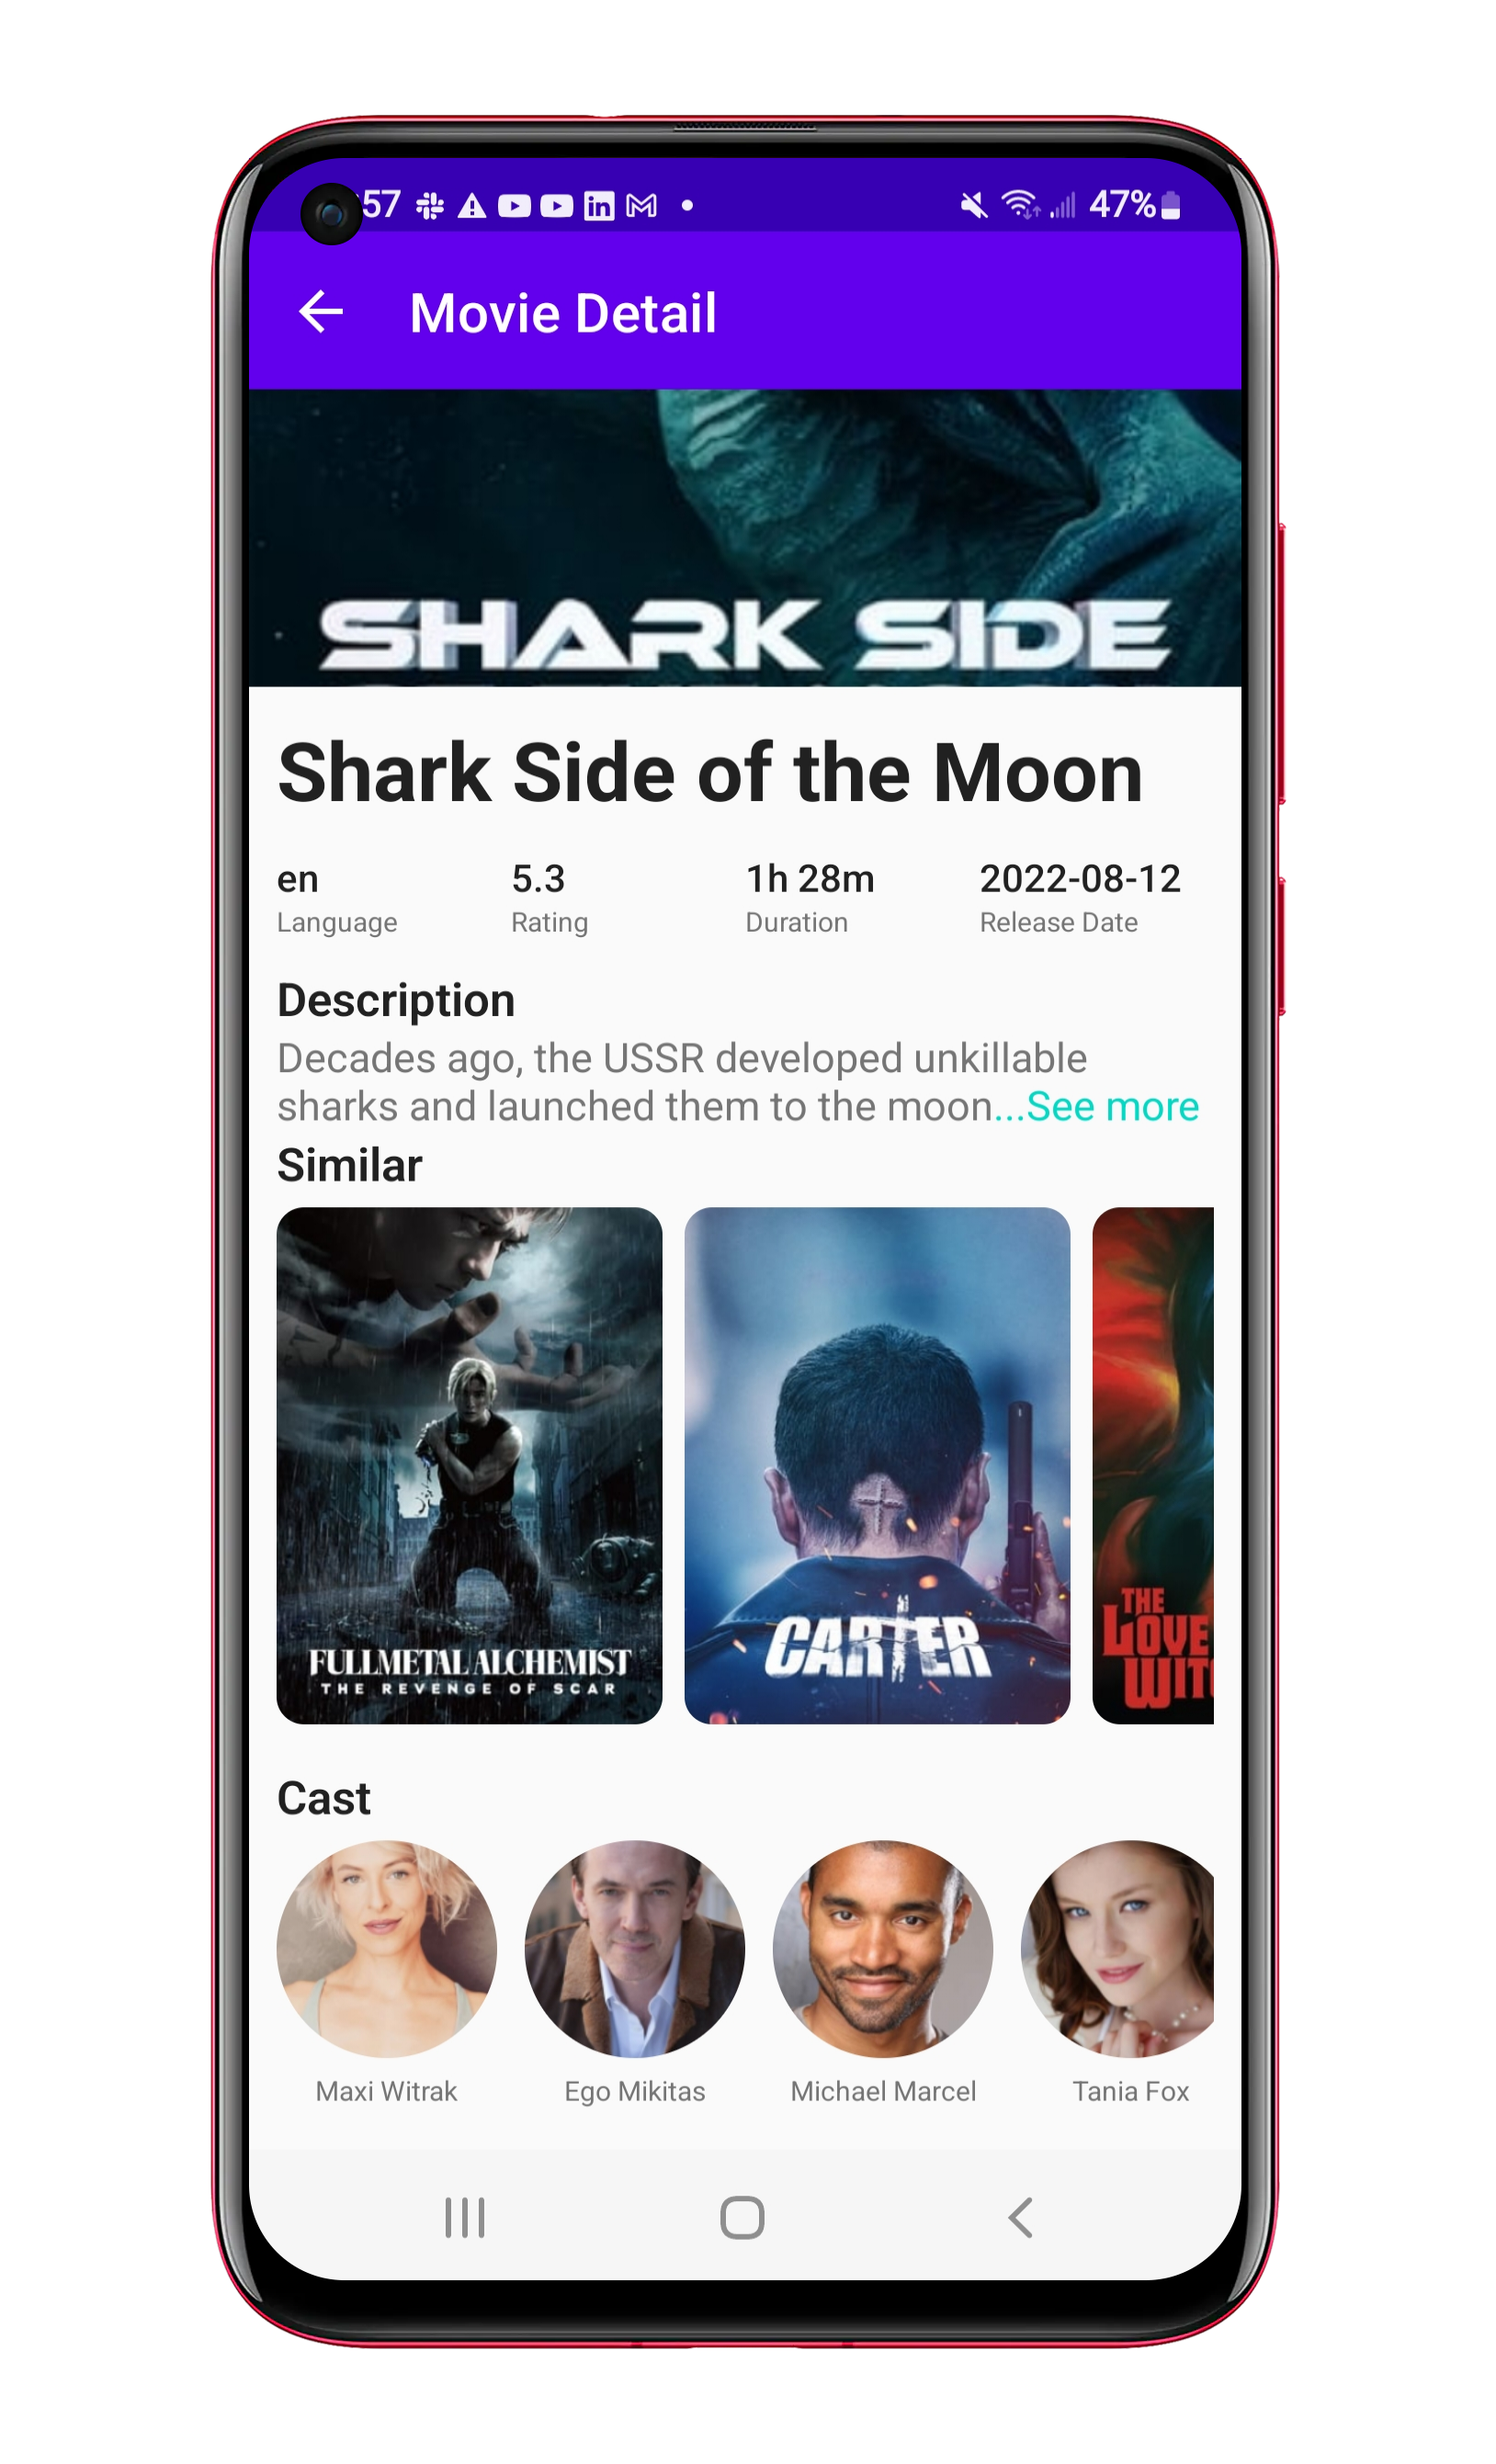 57 in 47%
Movie Detail
SHARK SIDE
Shark Side of the Moon
en 5.3 1h 28m 2022-08-12
Language Rating Duration Release Date
Description
Decades ago, the USSR developed unkillable
sharks and launched them to the moon...See more
Similar
FULLMETAL ALCHEMIST
THE REVENGE OF SCAR
CARTER
THE
LOVE
WIT
Cast
Maxi Witrak Ego Mikitas Michael Marcel Tania Fox